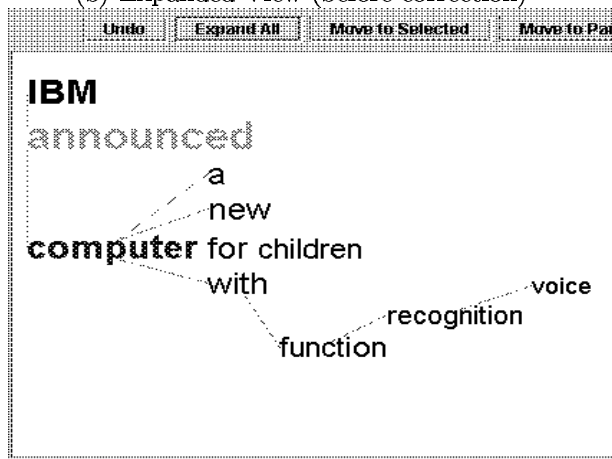 (b) Expanded View (before correction)
Undo Expand All Move to Selected Move to Par
IBM
announced
a
new
computer for children
with
voice
recognition
function